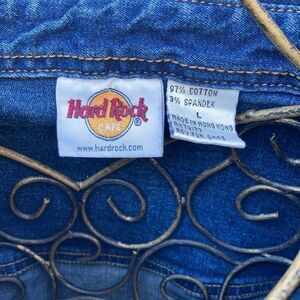 Hard Rock
CAFE
®
www.hardrock.com
97% COTTON
3% SPANDEX
L
MADE IN HONG KONG